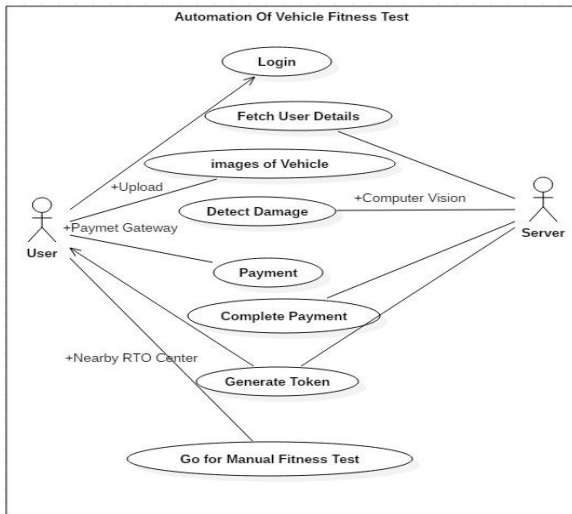 Automation Of Vehicle Fitness Test
Login
Fetch User Details
images of Vehicle
+Upload
+Computer Vision
Detect Damage
+Paymet Gateway
User
Server
Payment
Complete Payment
+Nearby RTO Center
Generate Token
Go for Manual Fitness Test